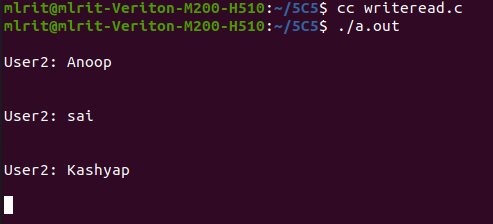 mlrit@mlrit-Veriton-M200-H510:~/5C5$ cc writeread.c
mlrit@mlrit-Veriton-M200-H510:~/5C5$ ./a.out
User2: Anoop
User2: sai
User2: Kashyap